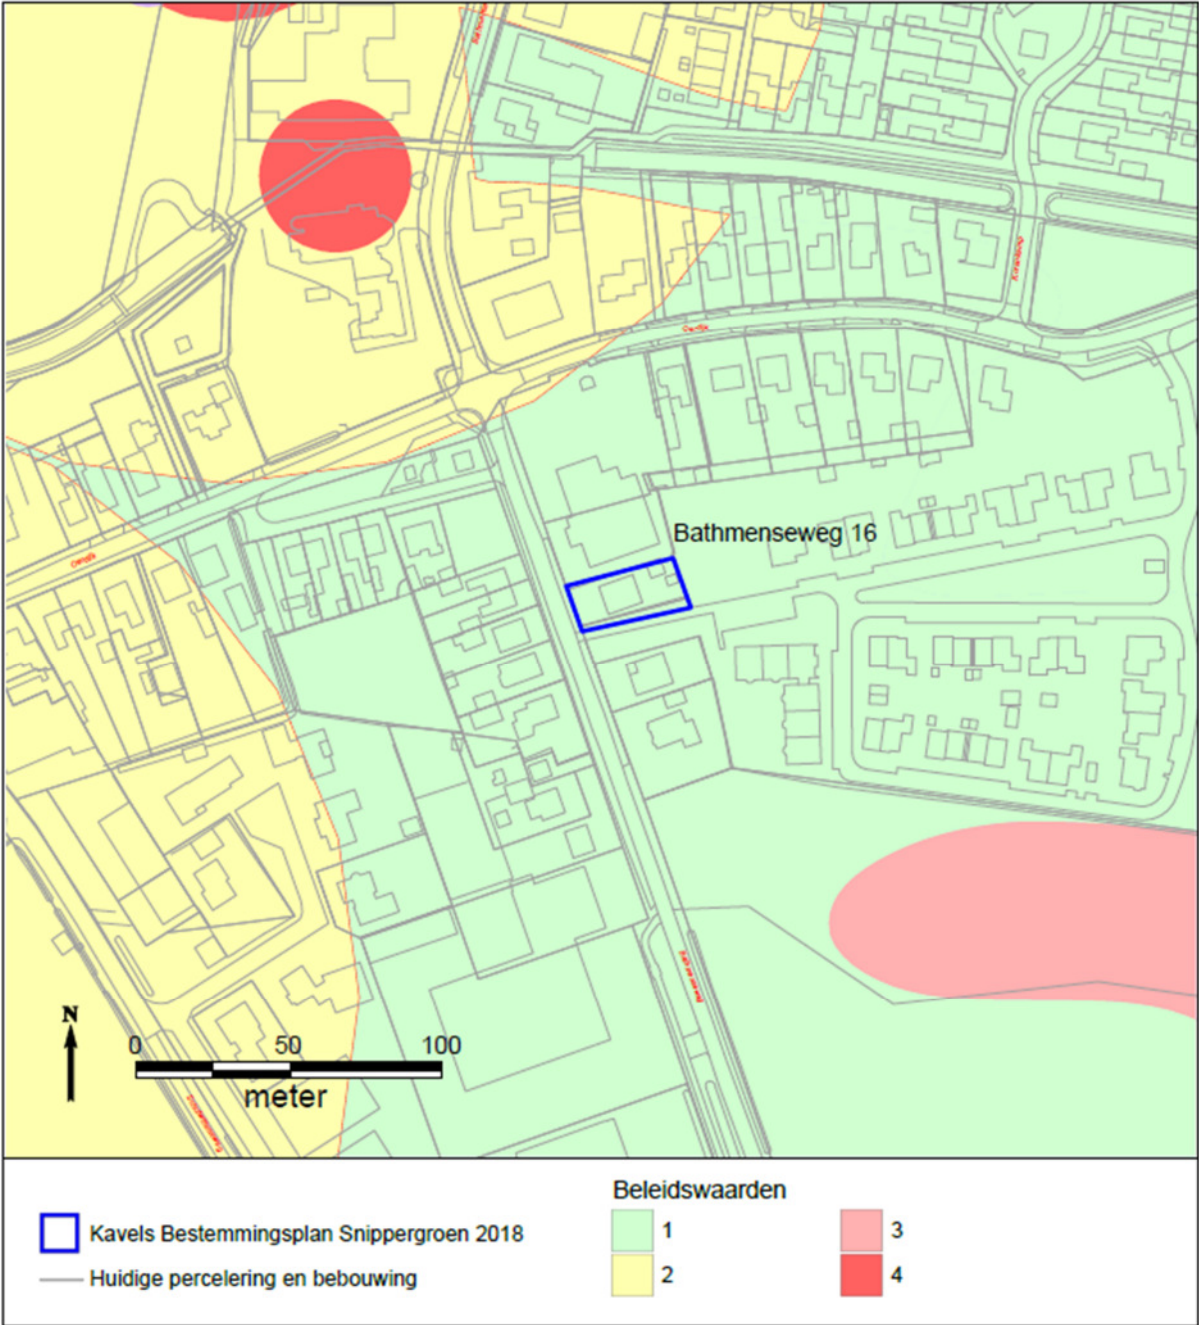 Bathmenseweg 16
N
0 50 100
meter
Kavels Bestemmingsplan Snippergroen 2018
Huidige percelering en bebouwing
Beleidswaarden
1
2
3
4